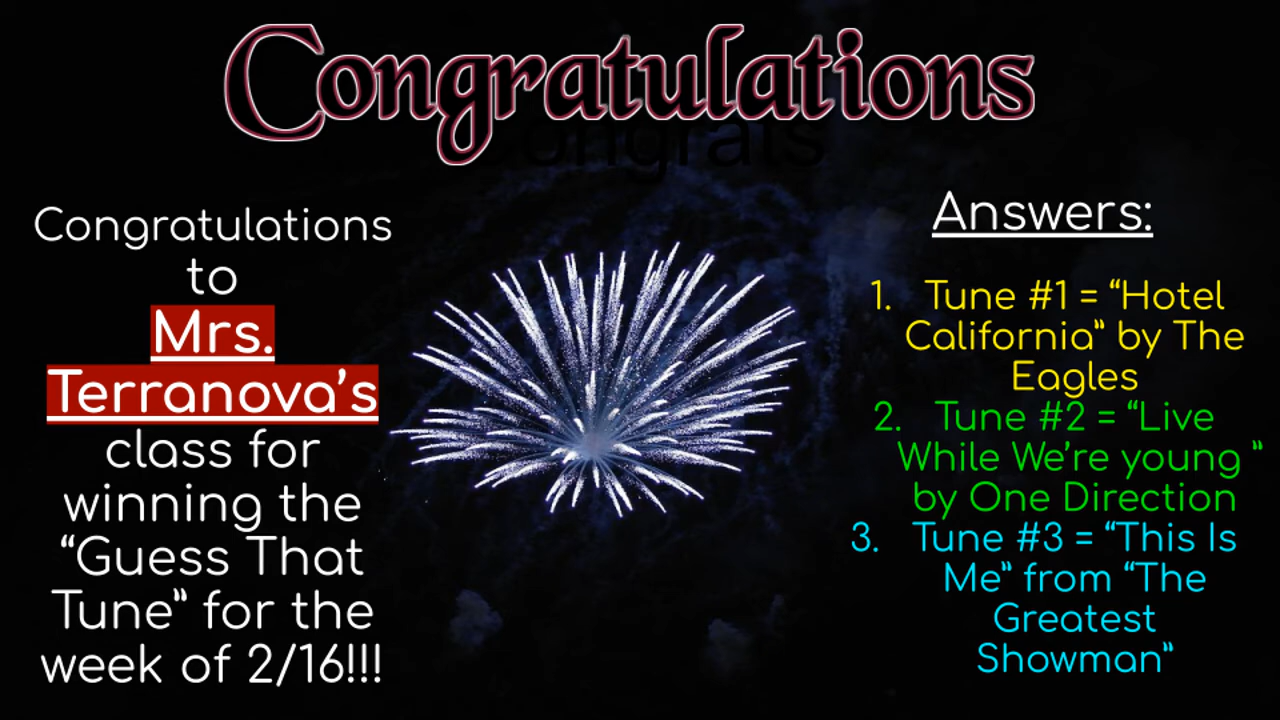 Congratulations
Congrats
Congratulations
to
Mrs.
Terranova’s
class for
winning the
“Guess That
Tune” for the
week of 2/16!!!
Answers:
1. Tune #1 = “Hotel
California” by The
Eagles
2. Tune #2 = “Live
While We’re young ”
by One Direction
3. Tune #3 = “This Is
Me” from “The
Greatest
Showman”